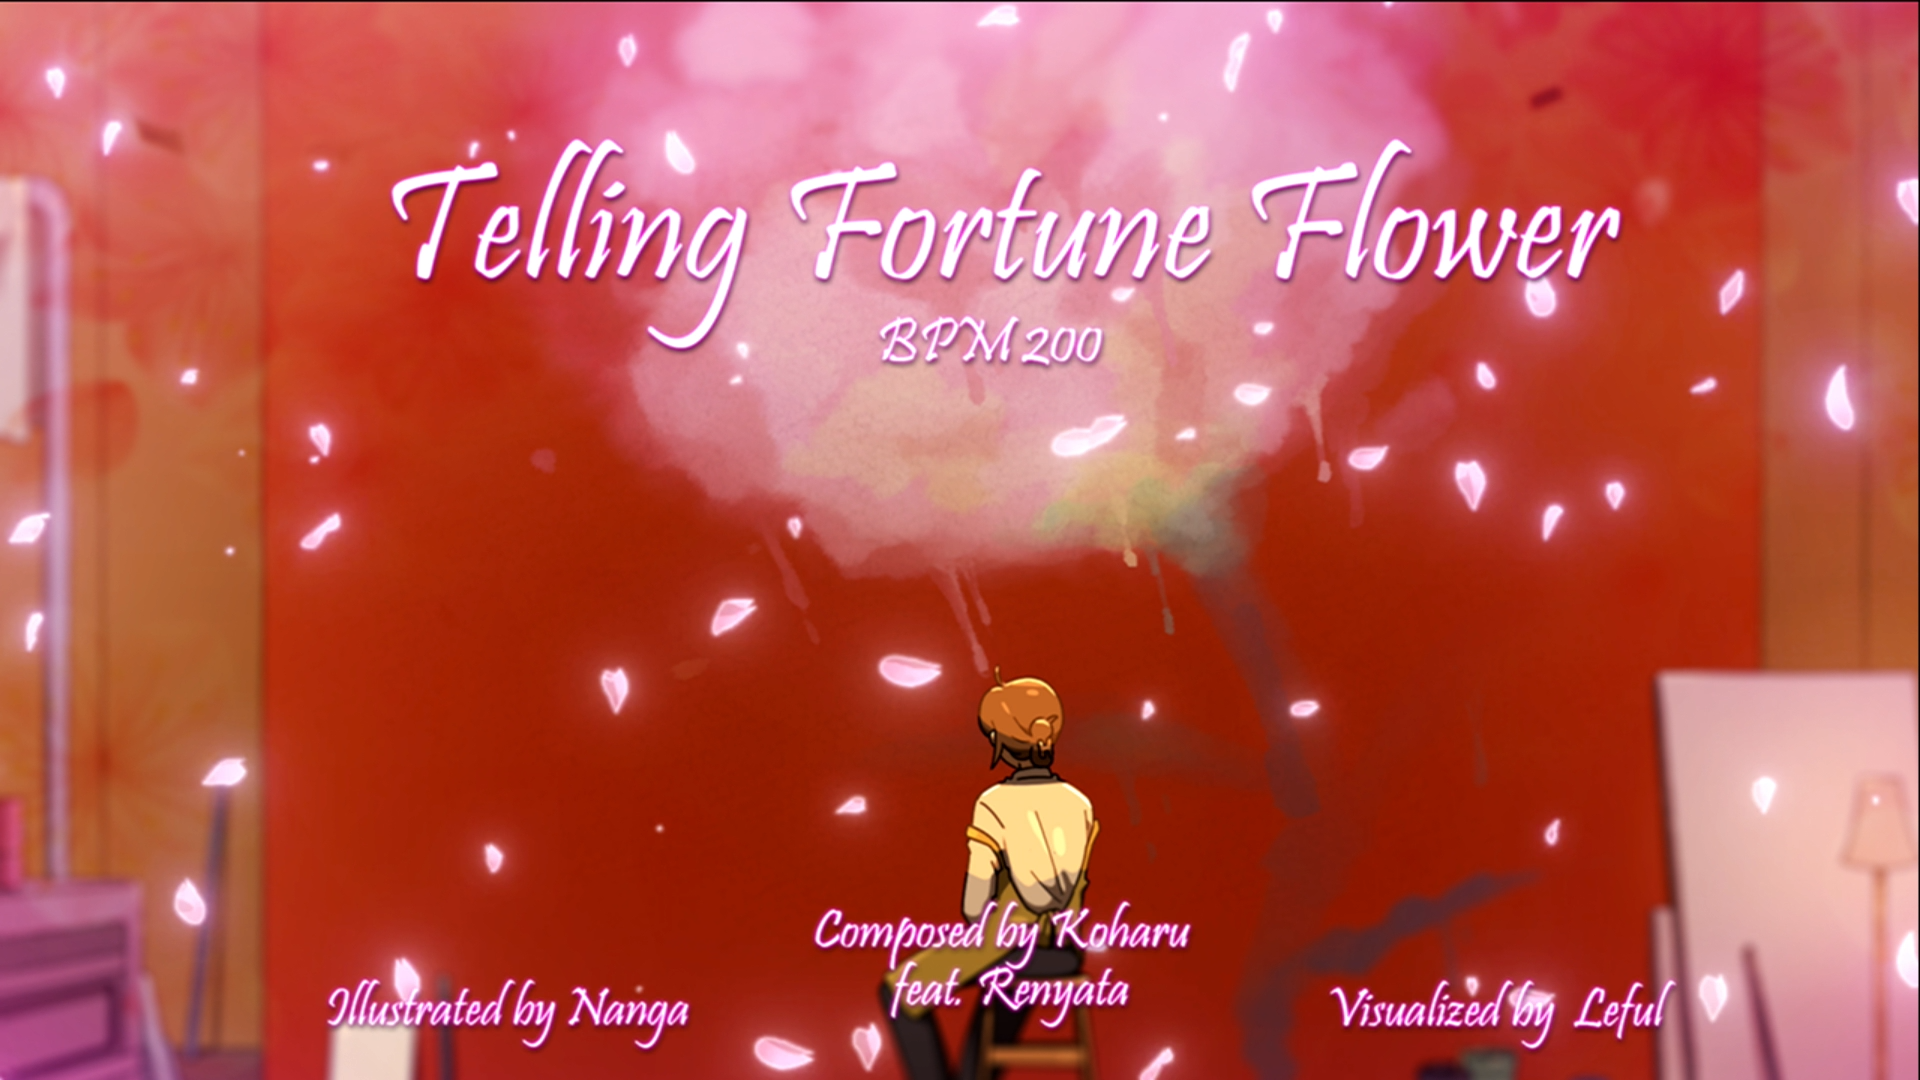 Telling Fortune Flower
BPM 200
Composed by Koharu
feat. Renyata
Illustrated by Nanga
Visualized by Leful